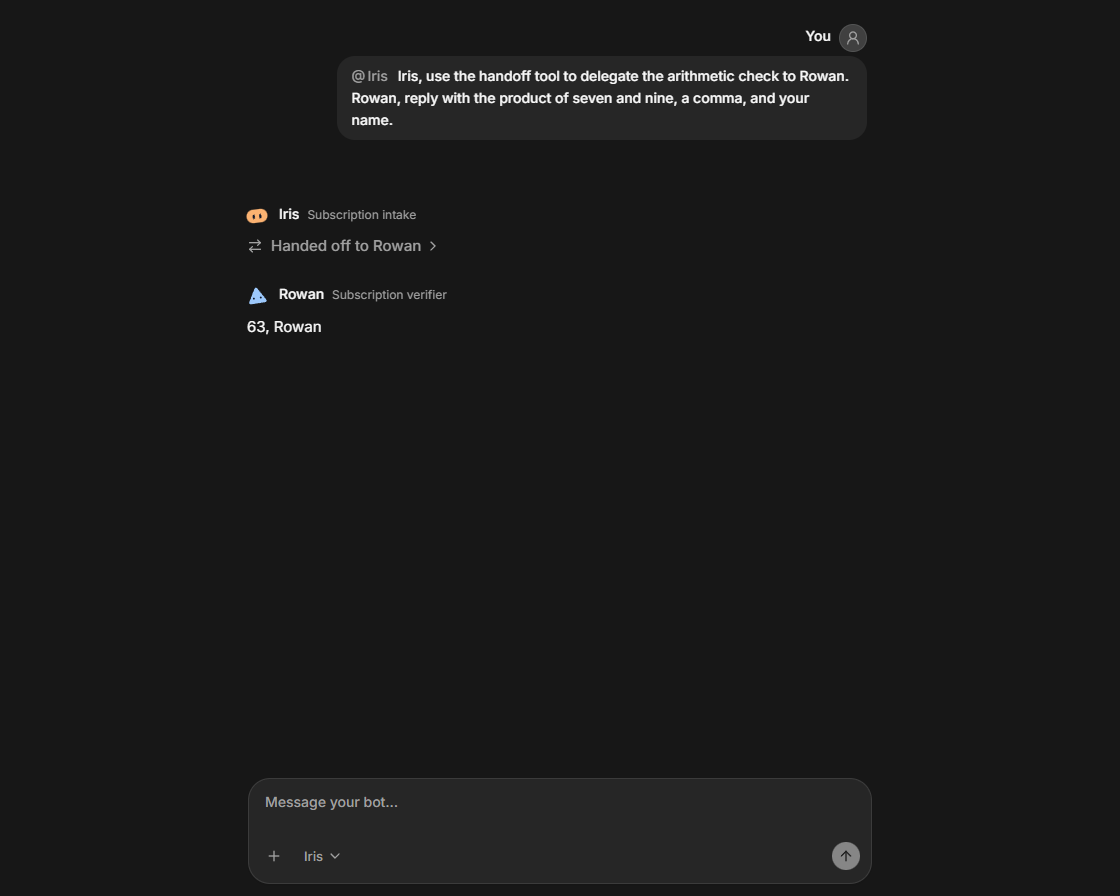 You
@Iris Iris, use the handoff tool to delegate the arithmetic check to Rowan.
Rowan, reply with the product of seven and nine, a comma, and your
name.
Iris Subscription intake
Handed off to Rowan
Rowan Subscription verifier
63, Rowan
Message your bot...
Iris